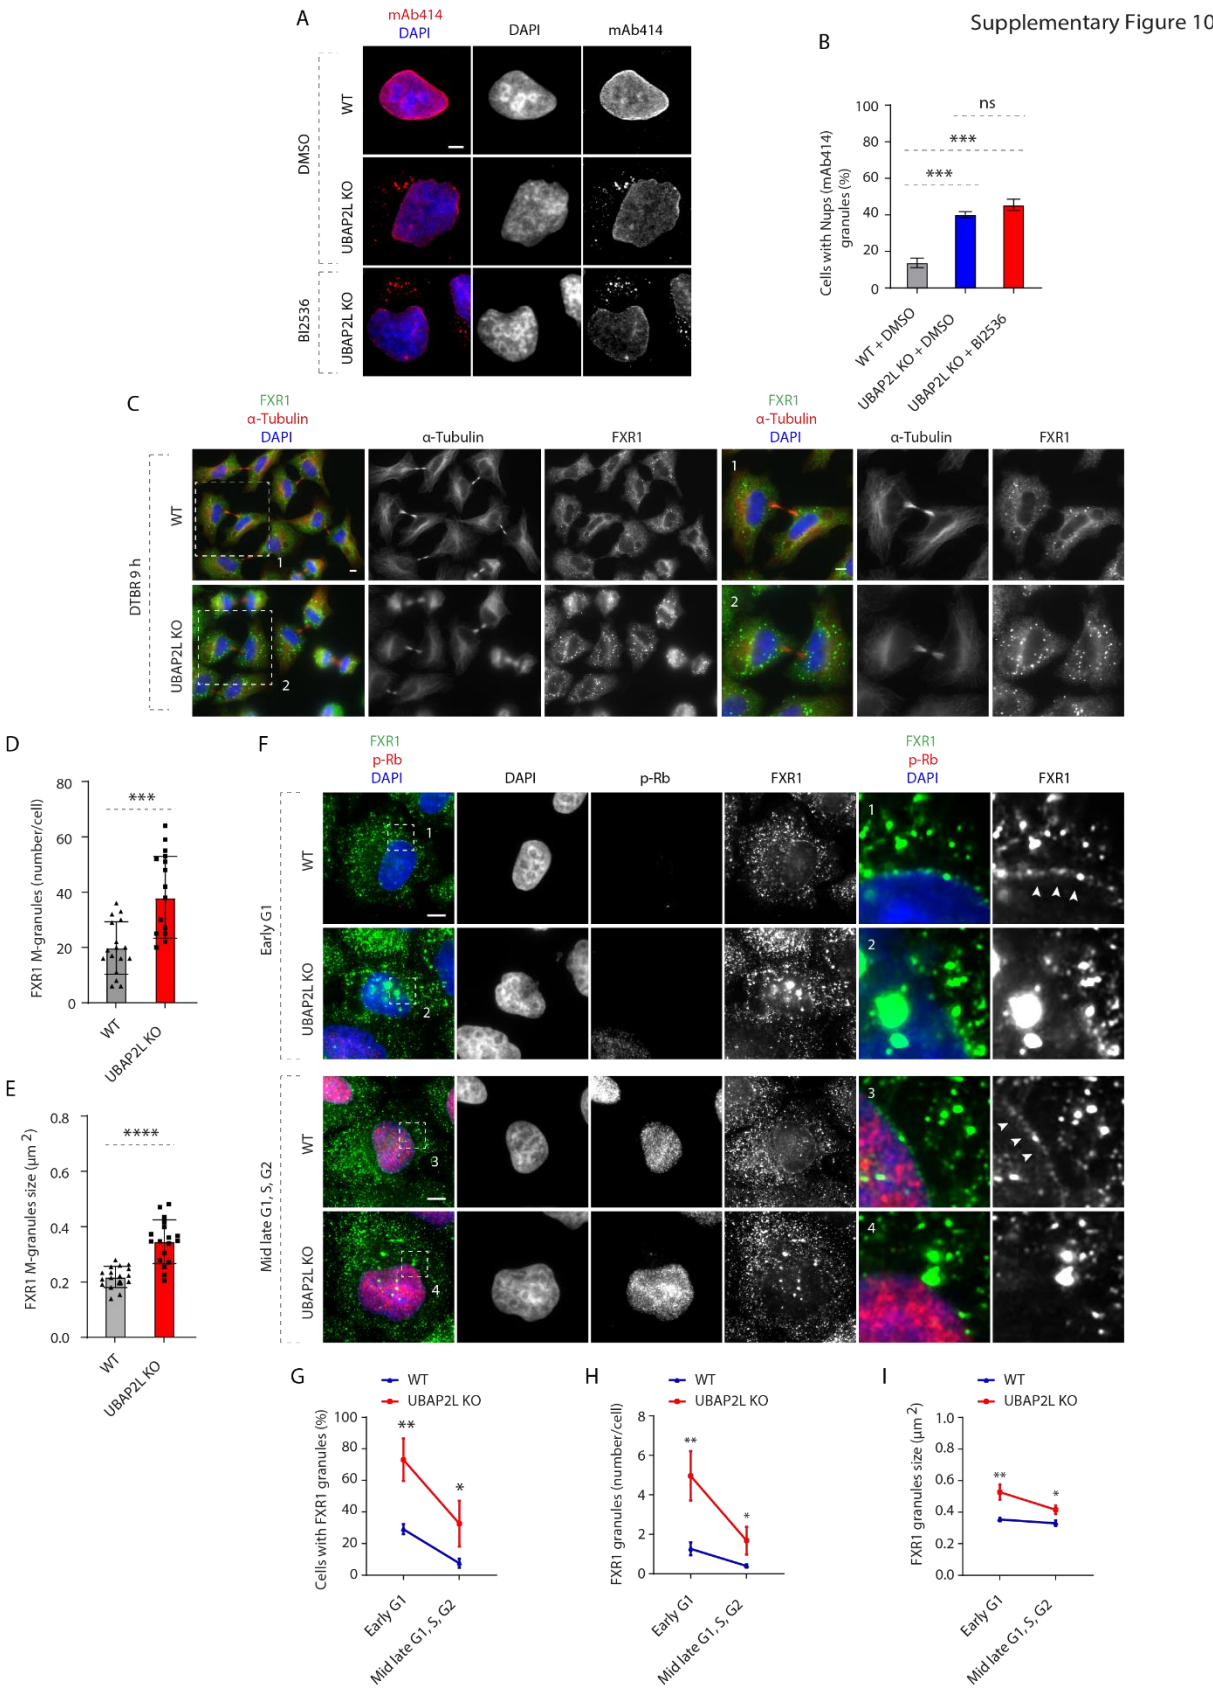 Supplementary Figure 10
A
mAb414
DAPI
DAPI
mAb414
DMSO
WT
UBAP2L KO
BI2536
UBAP2L KO
B
Cells with Nups (mAb414)
granules (%)
100
80
60
40
20
0
ns
***
***
WT + DMSO
UBAP2L KO + DMSO
UBAP2L KO + BI2536
C
FXR1
α-Tubulin
DAPI
α-Tubulin
FXR1
FXR1
α-Tubulin
DAPI
α-Tubulin
FXR1
DTBR 9 h
WT
1
1
UBAP2L KO
2
2
D
FXR1 M-granules (number/cell)
80
60
40
20
0
***
WT
UBAP2L KO
E
FXR1 M-granules size (μm²)
0.8
0.6
0.4
0.2
0.0
****
WT
UBAP2L KO
F
FXR1
p-Rb
DAPI
DAPI
p-Rb
FXR1
FXR1
p-Rb
DAPI
FXR1
Early G1
WT
1
1
UBAP2L KO
2
2
Mid late G1, S, G2
WT
3
3
UBAP2L KO
4
4
G
WT
UBAP2L KO
Cells with FXR1 granules (%)
100
80
60
40
20
0
**
*
Early G1
Mid late G1, S, G2
H
WT
UBAP2L KO
FXR1 granules (number/cell)
8
6
4
2
0
**
*
Early G1
Mid late G1, S, G2
I
WT
UBAP2L KO
FXR1 granules size (μm²)
1.0
0.8
0.6
0.4
0.2
0.0
**
*
Early G1
Mid late G1, S, G2